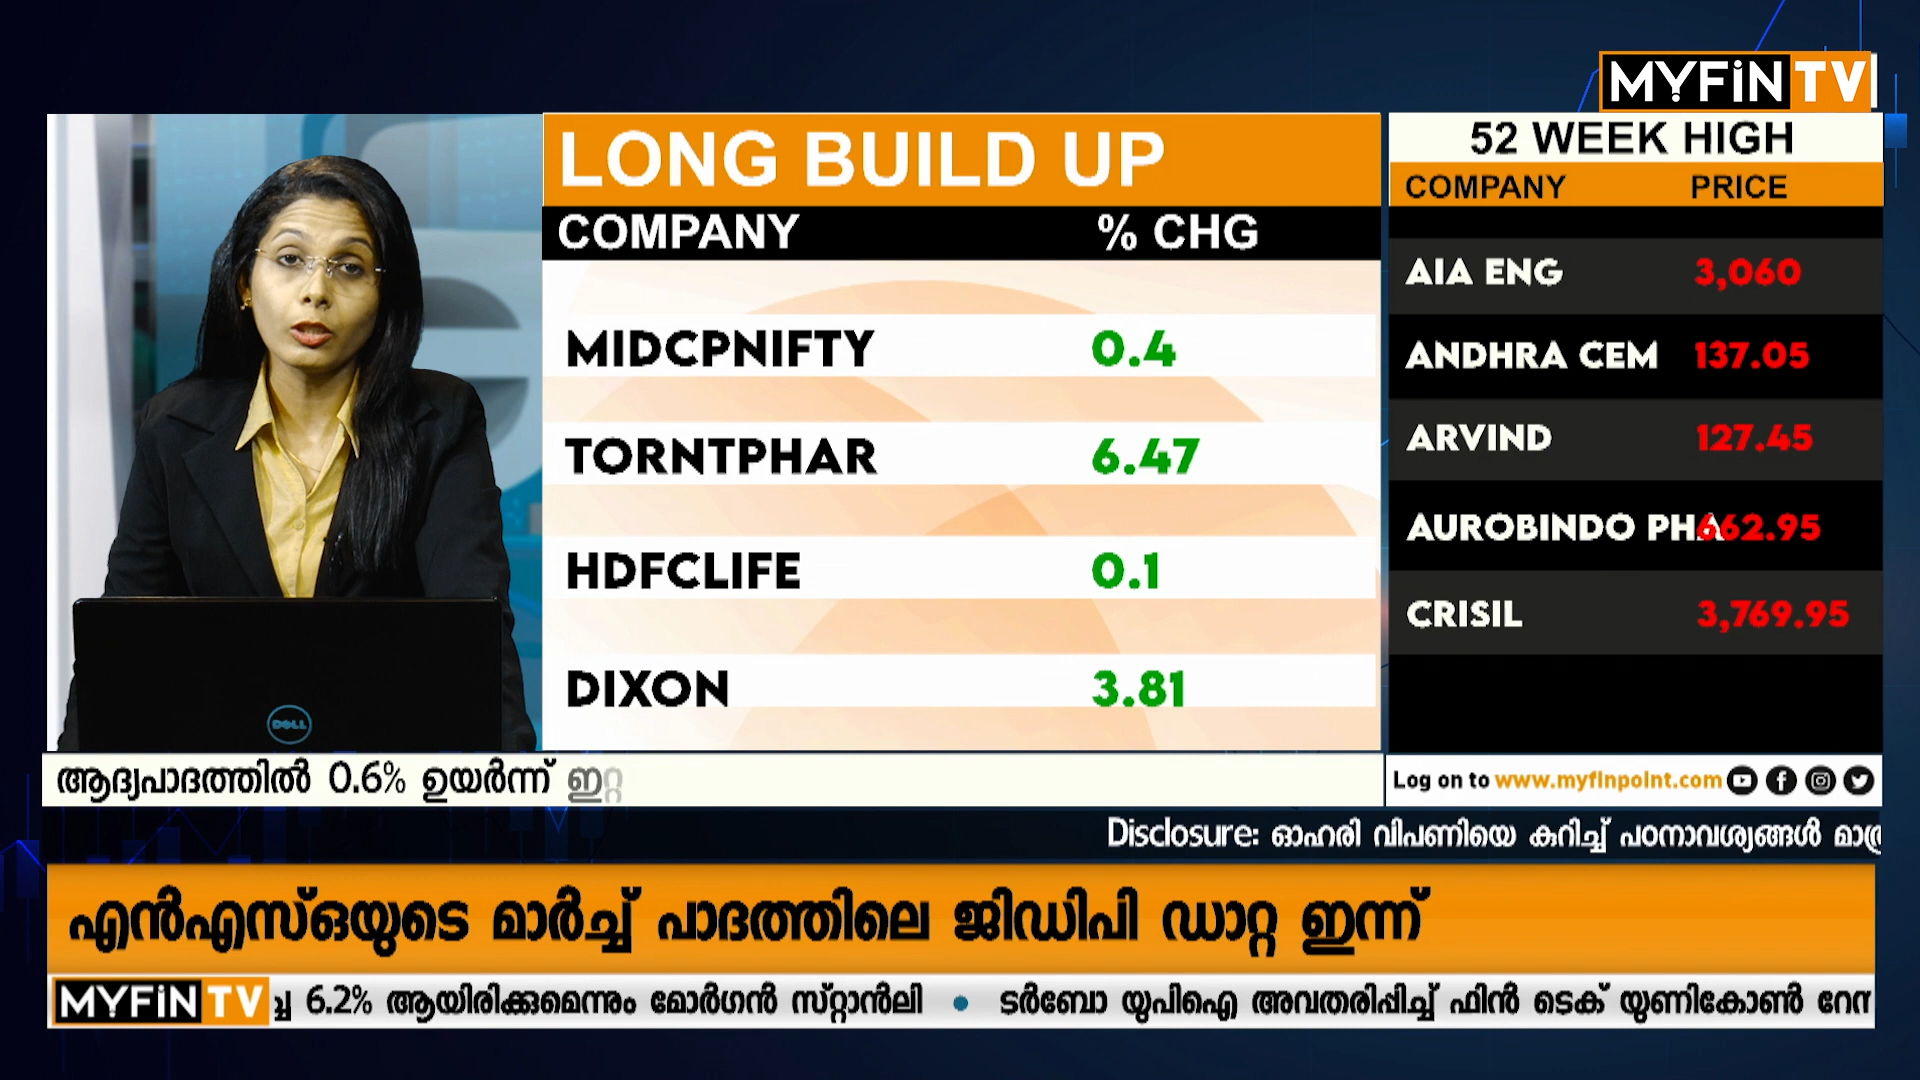 MYFiN TV
LONG BUILD UP
COMPANY % CHG
MIDCPNIFTY 0.4
TORNTPHAR 6.47
HDFCLIFE 0.1
DIXON 3.81
52 WEEK HIGH
COMPANY PRICE
AIA ENG 3,060
ANDHRA CEM 137.05
ARVIND 127.45
AUROBINDO PHA 662.95
CRISIL 3,769.95
DELL
ആദ്യപാദത്തിൽ 0.6% ഉയർന്ന് ഇറ്റ
Log on to www.myfinpoint.com
Disclosure: ഓഹരി വിപണിയെ കുറിച്ച് പഠനാവശ്യങ്ങൾ മാത്ര
എൻഎസ്ഒയുടെ മാർച്ച് പാദത്തിലെ ജിഡിപി ഡാറ്റ ഇന്ന്
MYFiN TV ച്ച 6.2% ആയിരിക്കുമെന്നും മോർഗൻ സ്റ്റാൻലി • ടർബോ യുപിഐ അവതരിപ്പിച്ച് ഫിൻ ടെക് യുണികോൺ റേസ